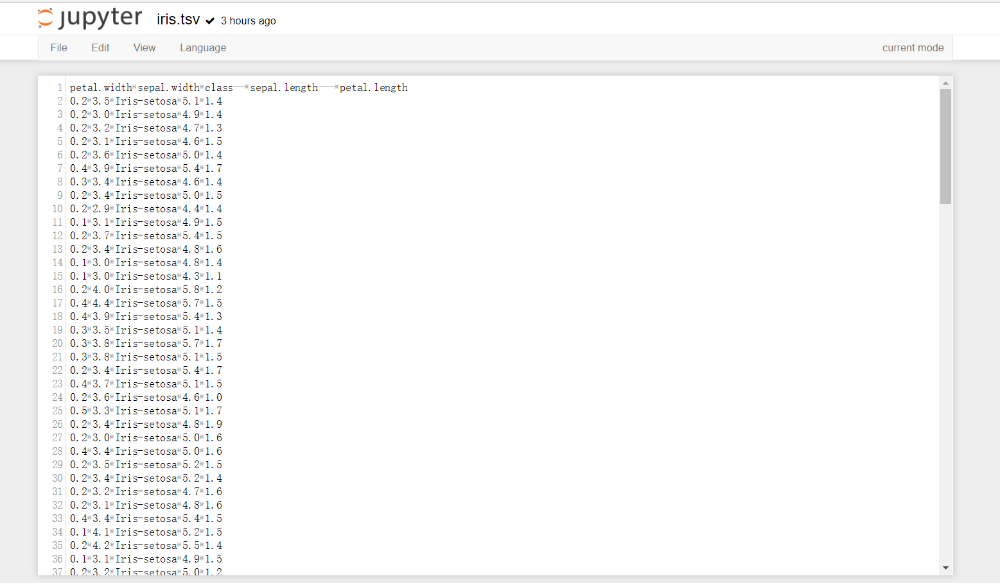 jupyter iris.tsv 3 hours ago
File Edit View Language current mode
1 petal.width sepal.width class sepal.length petal.length
2 0.2 3.5 Iris-setosa 5.1 1.4
3 0.2 3.0 Iris-setosa 4.9 1.4
4 0.2 3.2 Iris-setosa 4.7 1.3
5 0.2 3.1 Iris-setosa 4.6 1.5
6 0.2 3.6 Iris-setosa 5.0 1.4
7 0.4 3.9 Iris-setosa 5.4 1.7
8 0.3 3.4 Iris-setosa 4.6 1.4
9 0.2 3.4 Iris-setosa 5.0 1.5
10 0.2 2.9 Iris-setosa 4.4 1.4
11 0.1 3.1 Iris-setosa 4.9 1.5
12 0.2 3.7 Iris-setosa 5.4 1.5
13 0.2 3.4 Iris-setosa 4.8 1.6
14 0.1 3.0 Iris-setosa 4.8 1.4
15 0.1 3.0 Iris-setosa 4.3 1.1
16 0.2 4.0 Iris-setosa 5.8 1.2
17 0.4 4.4 Iris-setosa 5.7 1.5
18 0.4 3.9 Iris-setosa 5.4 1.3
19 0.3 3.5 Iris-setosa 5.1 1.4
20 0.3 3.8 Iris-setosa 5.7 1.7
21 0.3 3.8 Iris-setosa 5.1 1.5
22 0.2 3.4 Iris-setosa 5.4 1.7
23 0.4 3.7 Iris-setosa 5.1 1.5
24 0.2 3.6 Iris-setosa 4.6 1.0
25 0.5 3.3 Iris-setosa 5.1 1.7
26 0.2 3.4 Iris-setosa 4.8 1.9
27 0.2 3.0 Iris-setosa 5.0 1.6
28 0.4 3.4 Iris-setosa 5.0 1.6
29 0.2 3.5 Iris-setosa 5.2 1.5
30 0.2 3.4 Iris-setosa 5.2 1.4
31 0.2 3.2 Iris-setosa 4.7 1.6
32 0.2 3.1 Iris-setosa 4.8 1.6
33 0.4 3.4 Iris-setosa 5.4 1.5
34 0.1 4.1 Iris-setosa 5.2 1.5
35 0.2 4.2 Iris-setosa 5.5 1.4
36 0.1 3.1 Iris-setosa 4.9 1.5
37 0.2 3.2 Iris-setosa 5.0 1.2